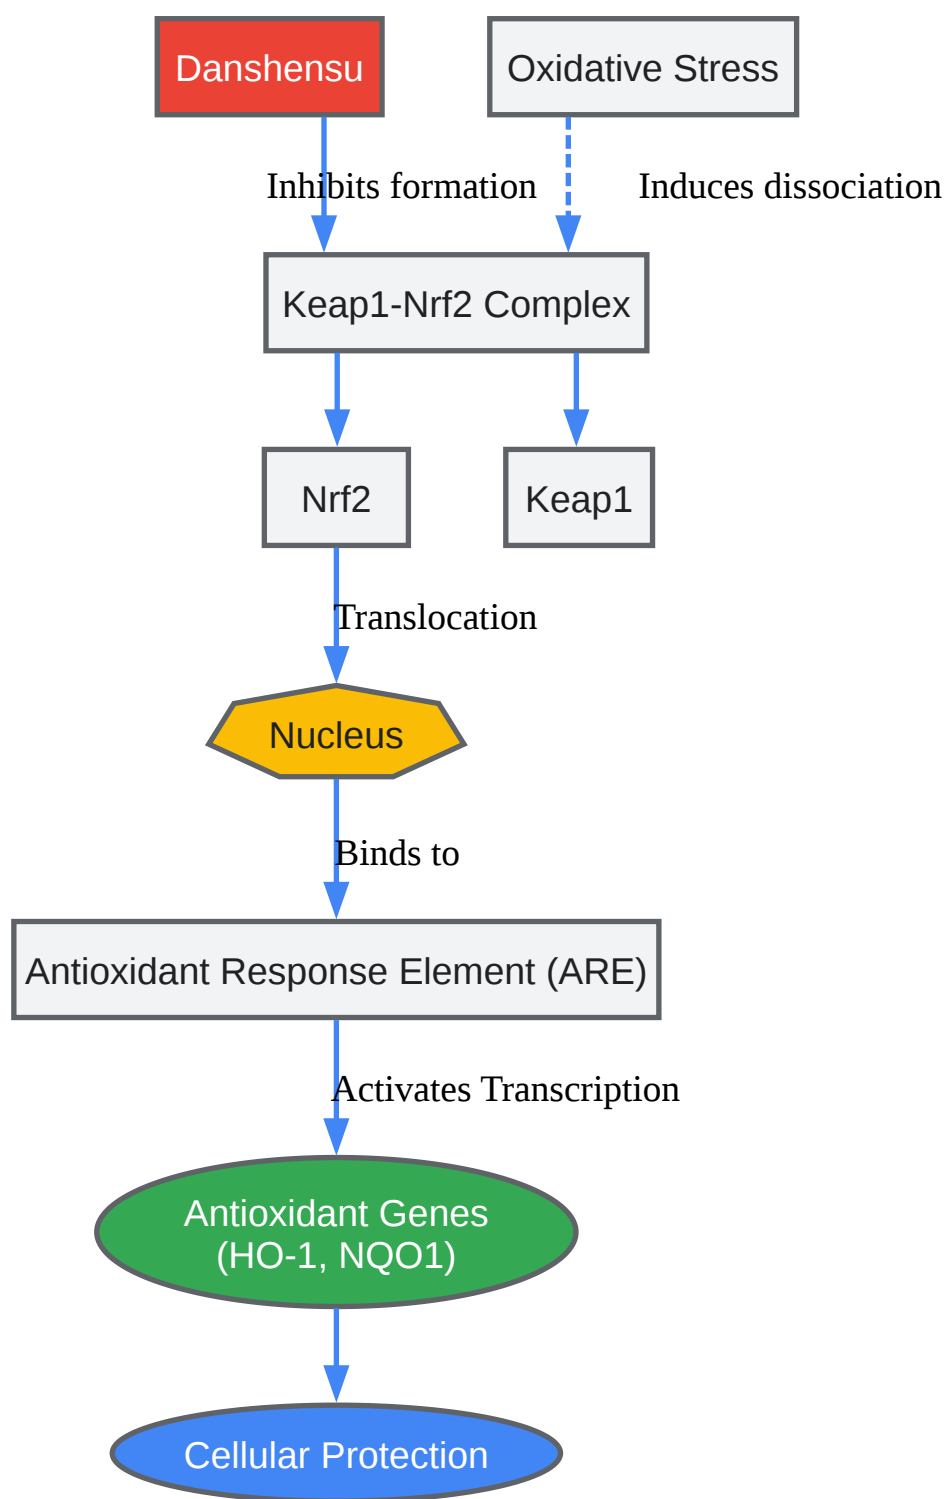 Danshensu
Oxidative Stress
Inhibits formation
Induces dissociation
Keap1-Nrf2 Complex
Nrf2
Keap1
Translocation
Nucleus
Binds to
Antioxidant Response Element (ARE)
Activates Transcription
Antioxidant Genes
(HO-1, NQO1)
Cellular Protection